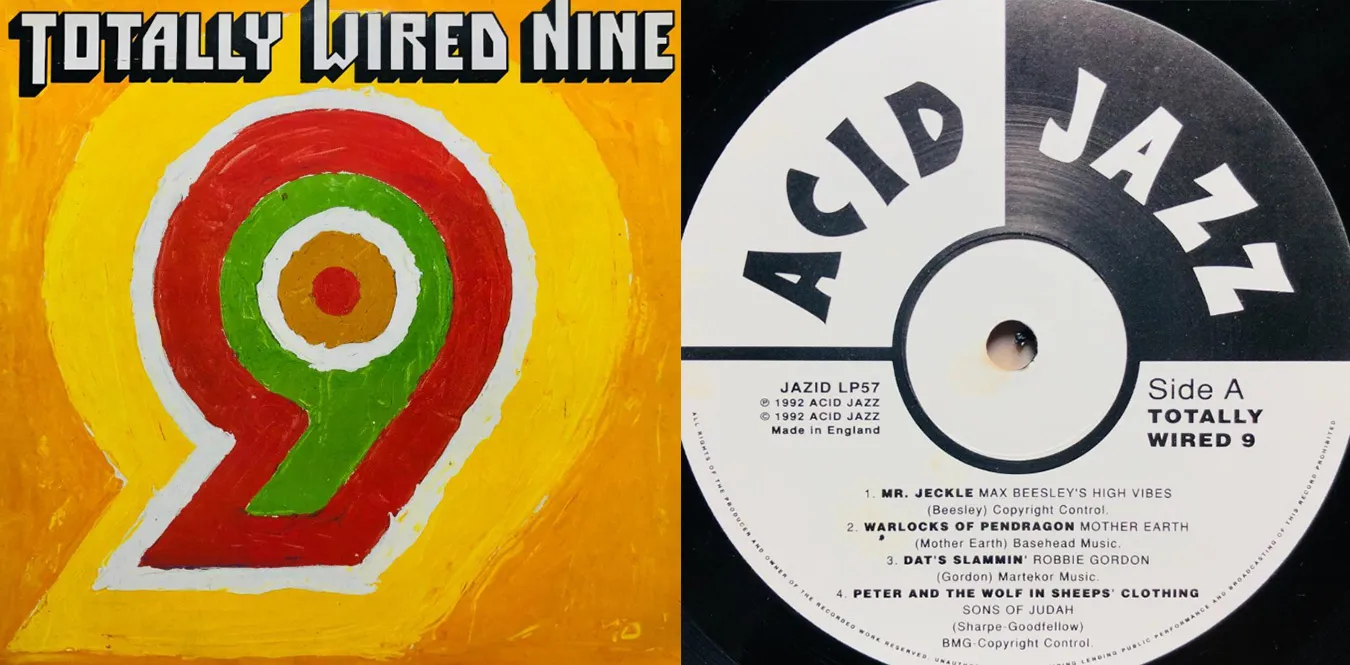 TOTALLY WIRED NINE
ACID JAZZ
JAZID LP57
℗ 1992 ACID JAZZ
© 1992 ACID JAZZ
Made in England
Side A
TOTALLY
WIRED 9
1. MR. JECKLE MAX BEESLEY'S HIGH VIBES
(Beesley) Copyright Control.
2. WARLOCKS OF PENDRAGON MOTHER EARTH
(Mother Earth) Basehead Music.
3. DAT'S SLAMMIN' ROBBIE GORDON
(Gordon) Martekor Music.
4. PETER AND THE WOLF IN SHEEPS' CLOTHING
SONS OF JUDAH
(Sharpe-Goodfellow)
BMG-Copyright Control.
ALL RIGHTS OF THE PRODUCER AND OWNER OF THE RECORDED WORK RESERVED. LENDING PUBLIC PERFORMANCE AND BROADCASTING OF THIS RECORD PROHIBITED
9